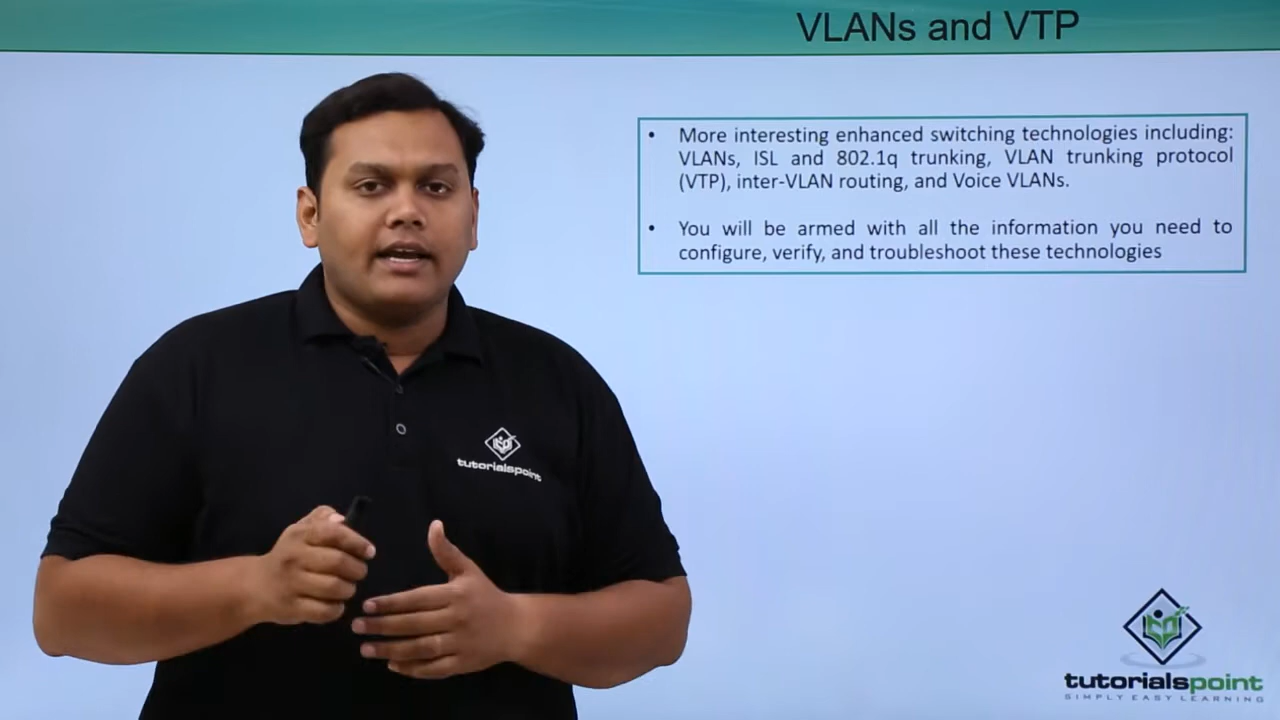 VLANs and VTP
• More interesting enhanced switching technologies including:
VLANs, ISL and 802.1q trunking, VLAN trunking protocol
(VTP), inter-VLAN routing, and Voice VLANs.
• You will be armed with all the information you need to
configure, verify, and troubleshoot these technologies
tutorialspoint
tutorialspoint
SIMPLY EASY LEARNING